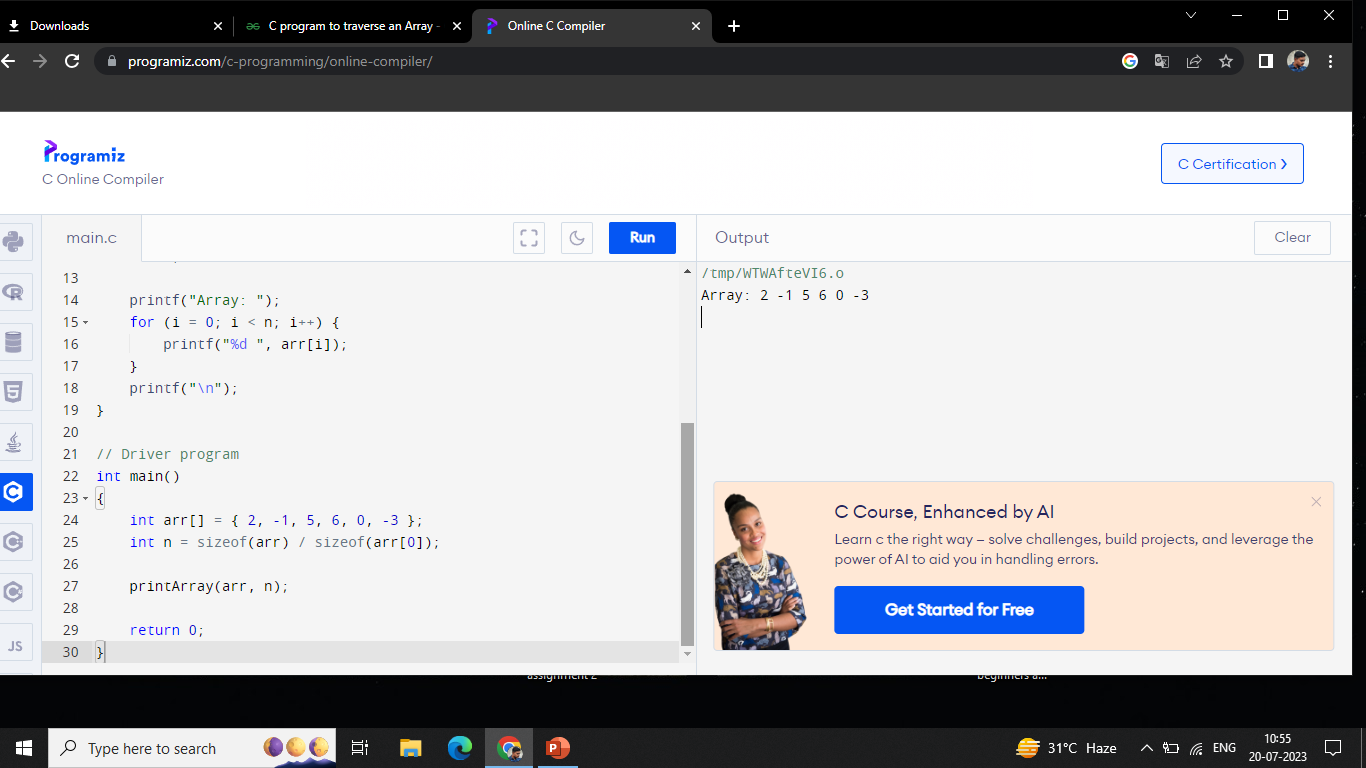 Downloads
C program to traverse an Array -
Online C Compiler
programiz.com/c-programming/online-compiler/
Programiz
C Online Compiler
C Certification
main.c
Run
Output
Clear
13
14 printf("Array: ");
15 for (i = 0; i < n; i++) {
16 printf("%d ", arr[i]);
17 }
18 printf("\n");
19 }
20
21 // Driver program
22 int main()
23 {
24 int arr[] = { 2, -1, 5, 6, 0, -3 };
25 int n = sizeof(arr) / sizeof(arr[0]);
26
27 printArray(arr, n);
28
29 return 0;
30 }
/tmp/WTWAfteVI6.o
Array: 2 -1 5 6 0 -3
C Course, Enhanced by AI
Learn c the right way – solve challenges, build projects, and leverage the
power of AI to aid you in handling errors.
Get Started for Free
JS
assignment 2
beginners a...
Type here to search
31°C Haze
ENG
10:55
20-07-2023